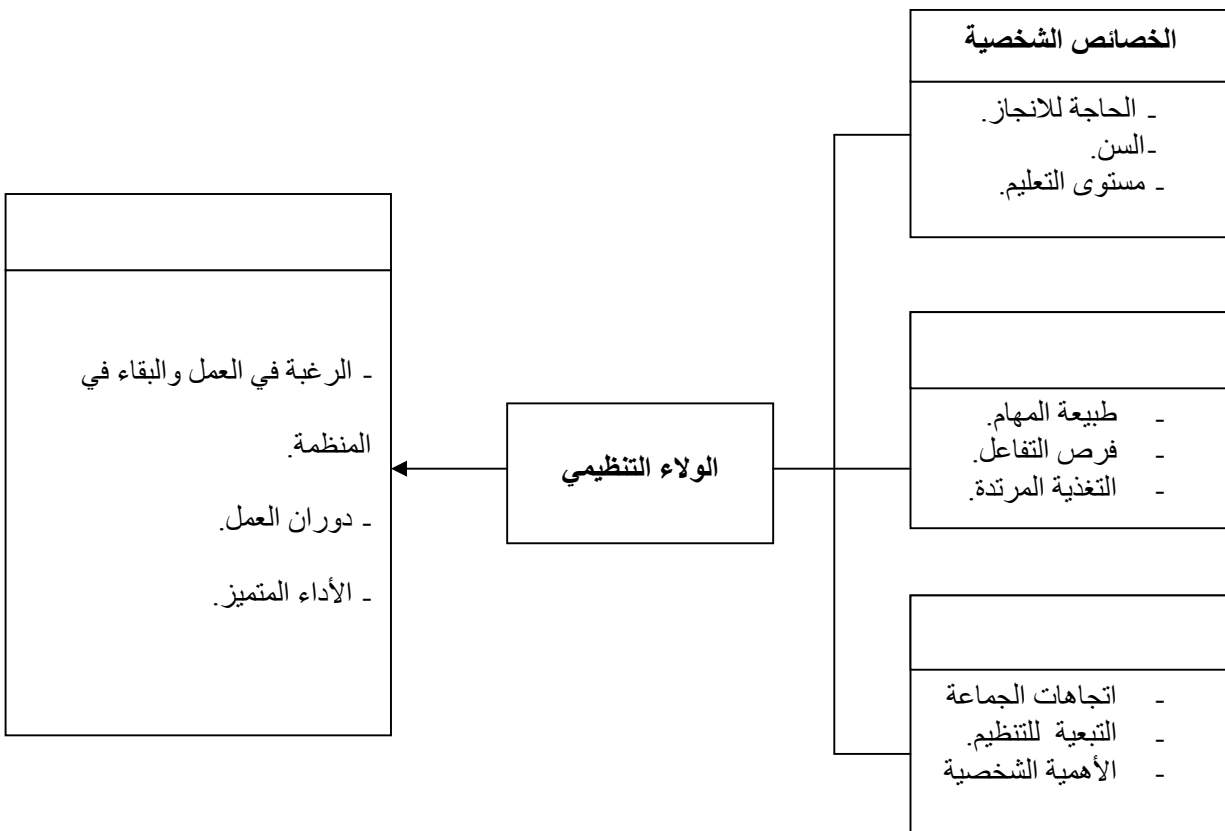 الخصائص الشخصية
- الحاجة للانجاز.
-السن.
- مستوى التعليم.
- طبيعة المهام.
- فرص التفاعل.
- التغذية المرتدة.
- اتجاهات الجماعة
- التبعية للتنظيم.
- الأهمية الشخصية
الولاء التنظيمي
- الرغبة في العمل والبقاء في
المنظمة.
- دوران العمل.
- الأداء المتميز.